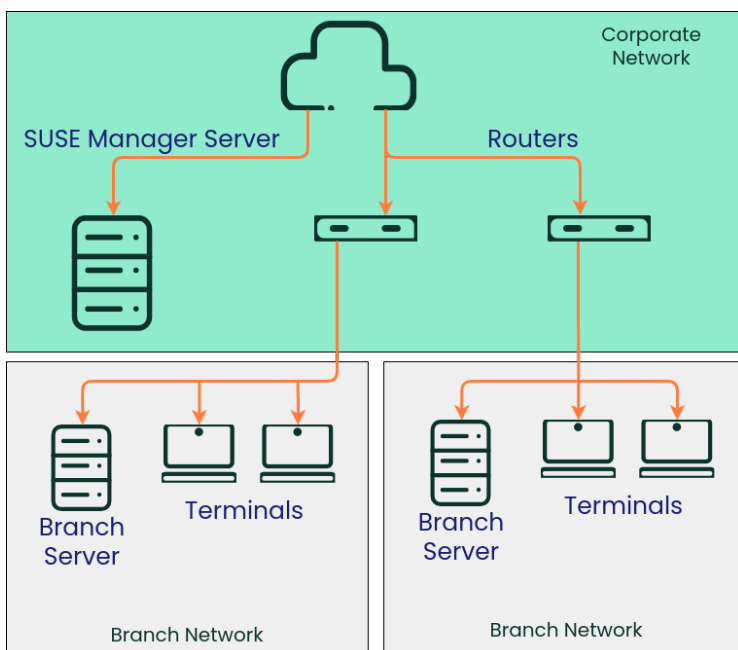 Corporate
Network
SUSE Manager Server
Routers
Branch
Server
Terminals
Branch Network
Branch
Server
Terminals
Branch Network